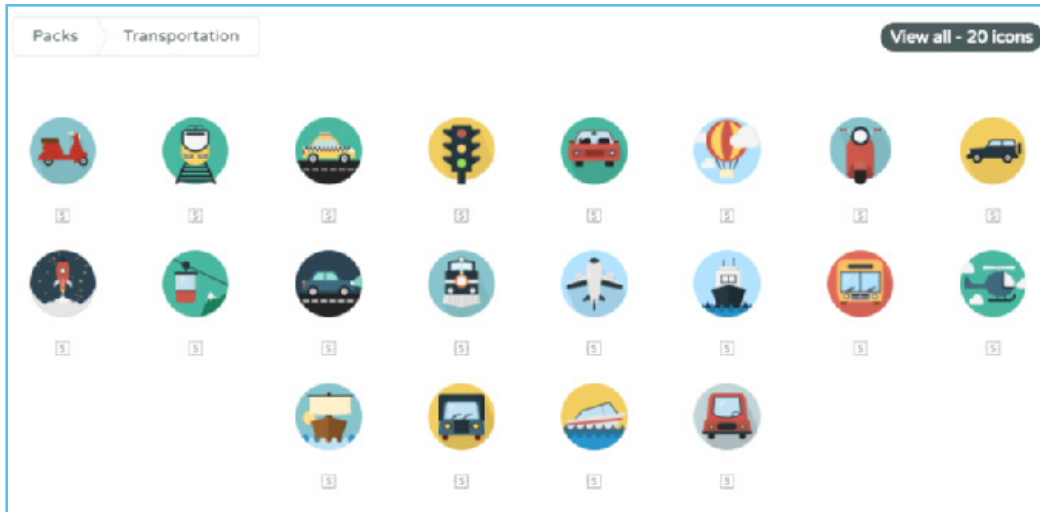 Packs
Transportation
View all - 20 icons
S S S S S S S S
S S S S S S S S
S S S S